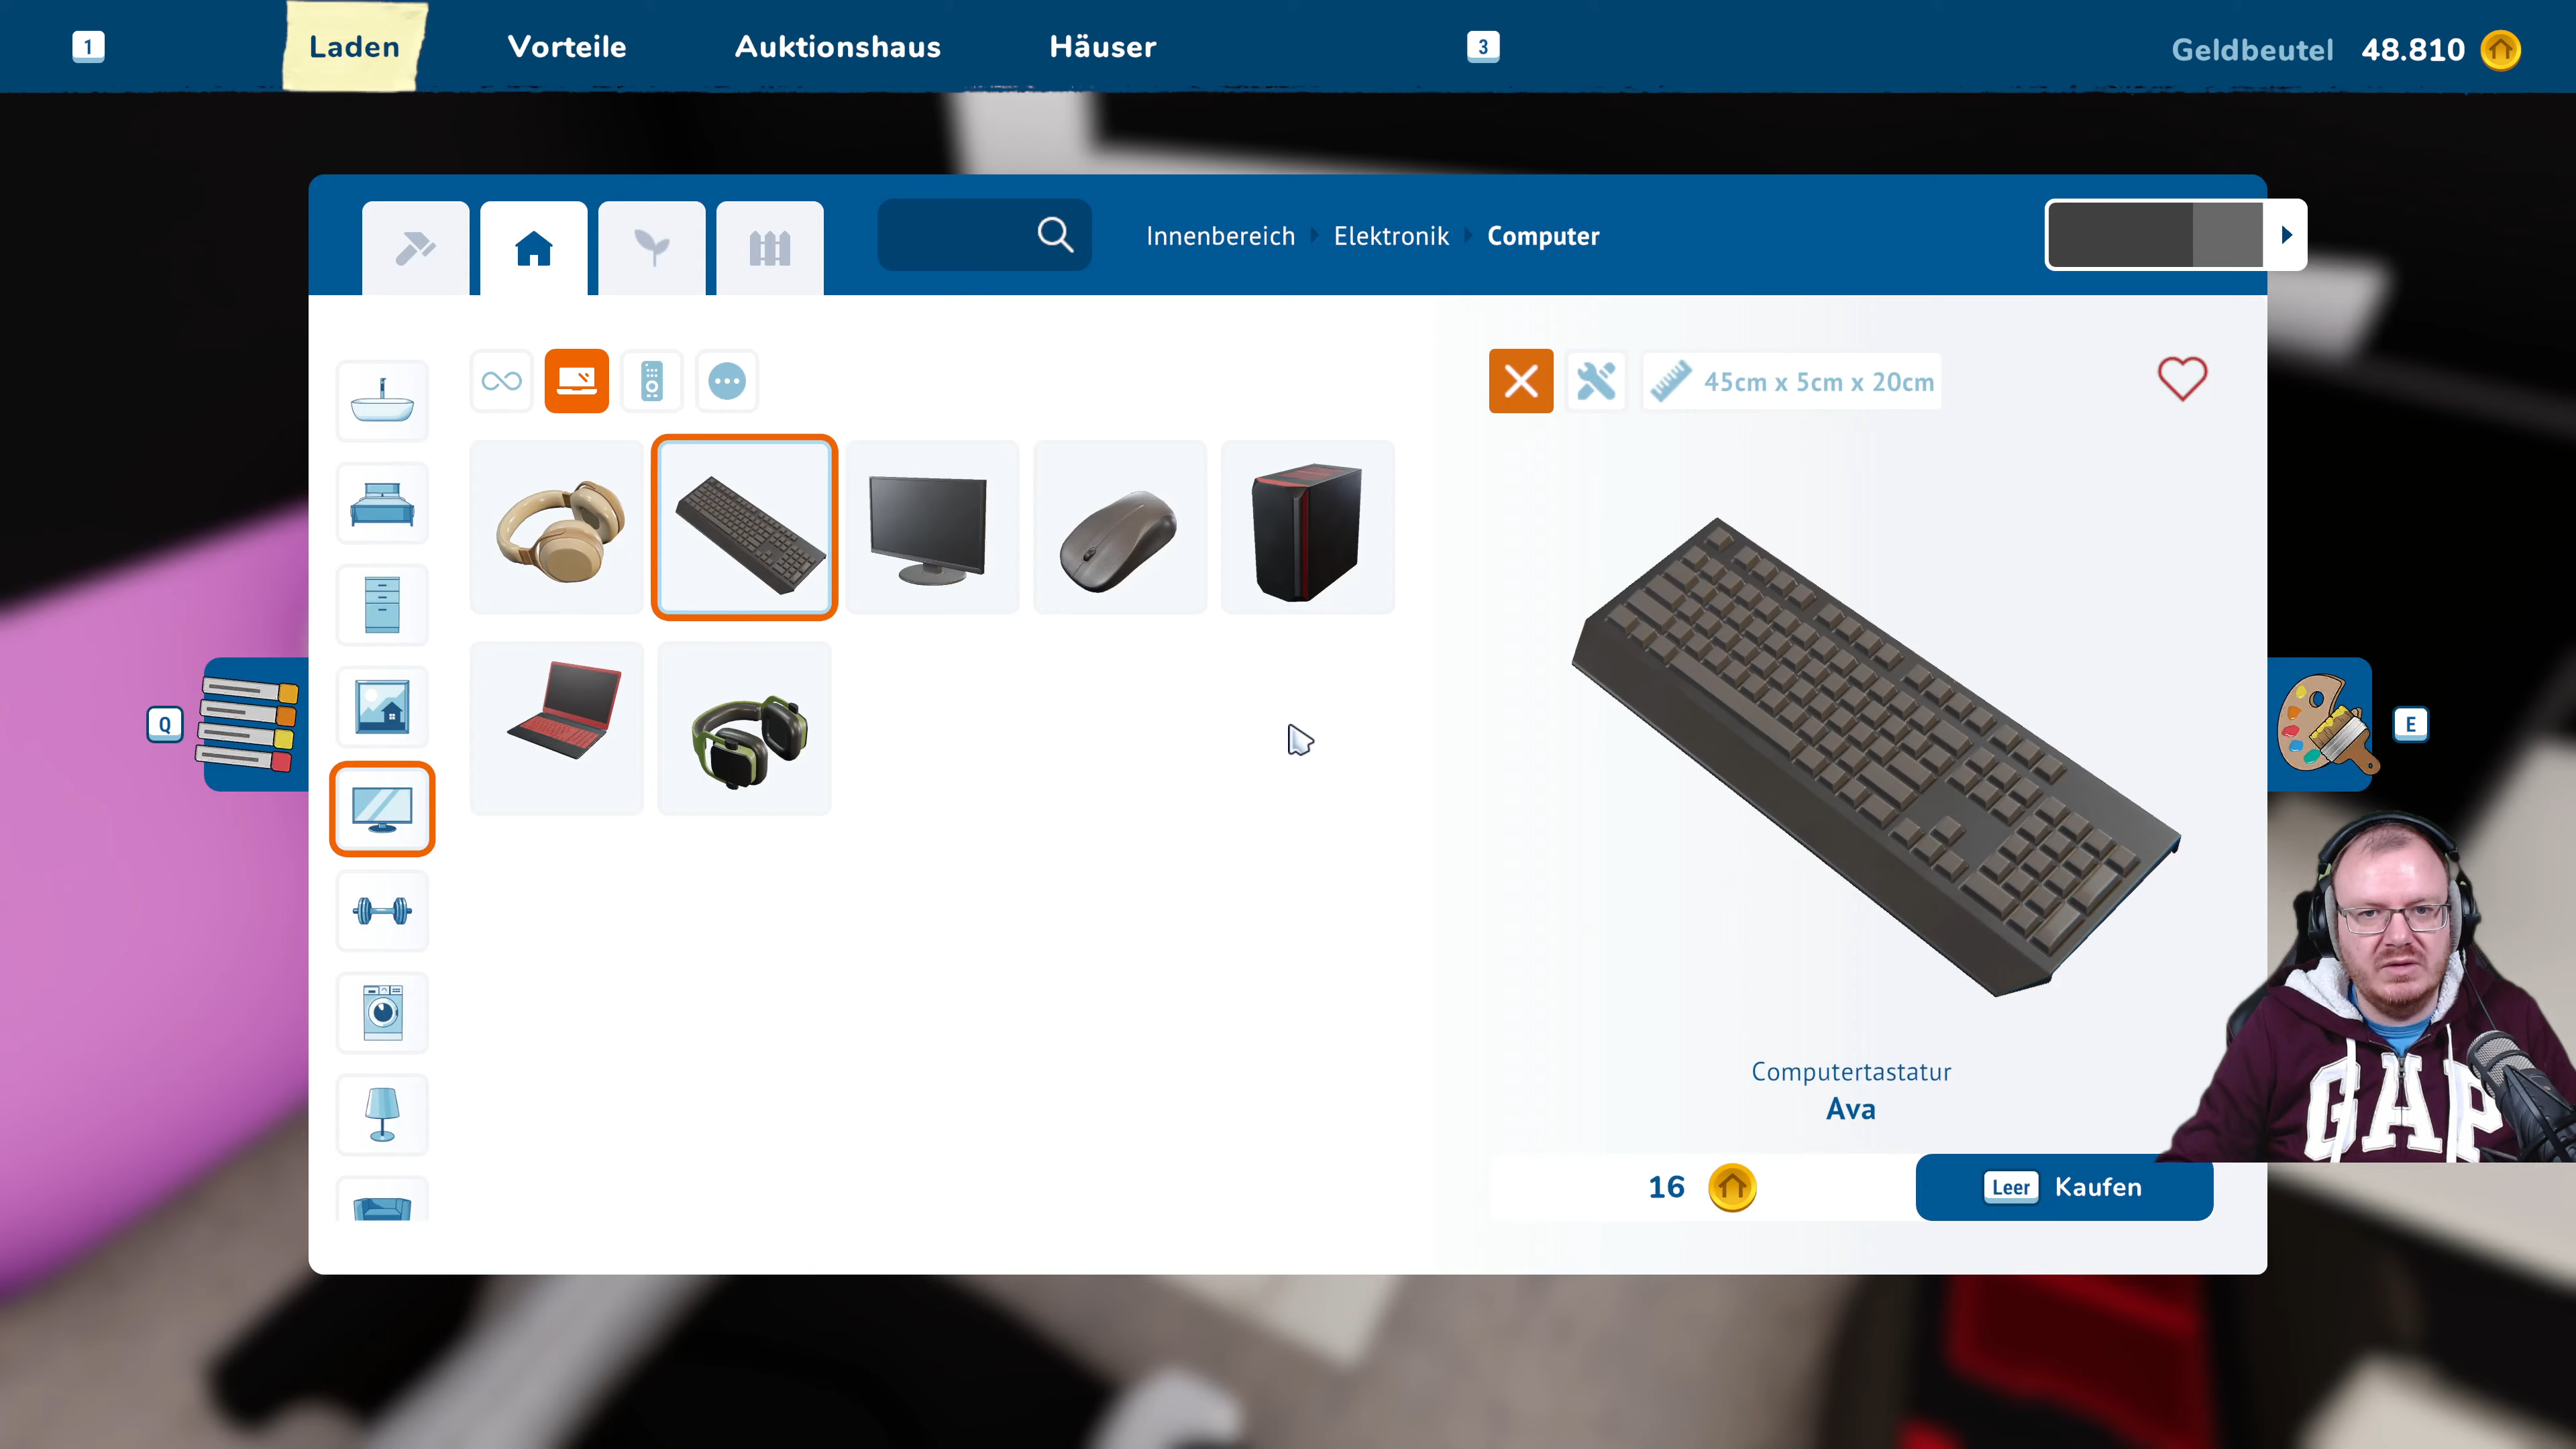 1
Laden
Vorteile
Auktionshaus
Häuser
3
Geldbeutel 48.810
Innenbereich
Elektronik
Computer
45cm x 5cm x 20cm
Q
E
Computertastatur
Ava
16
Leer Kaufen
GAP